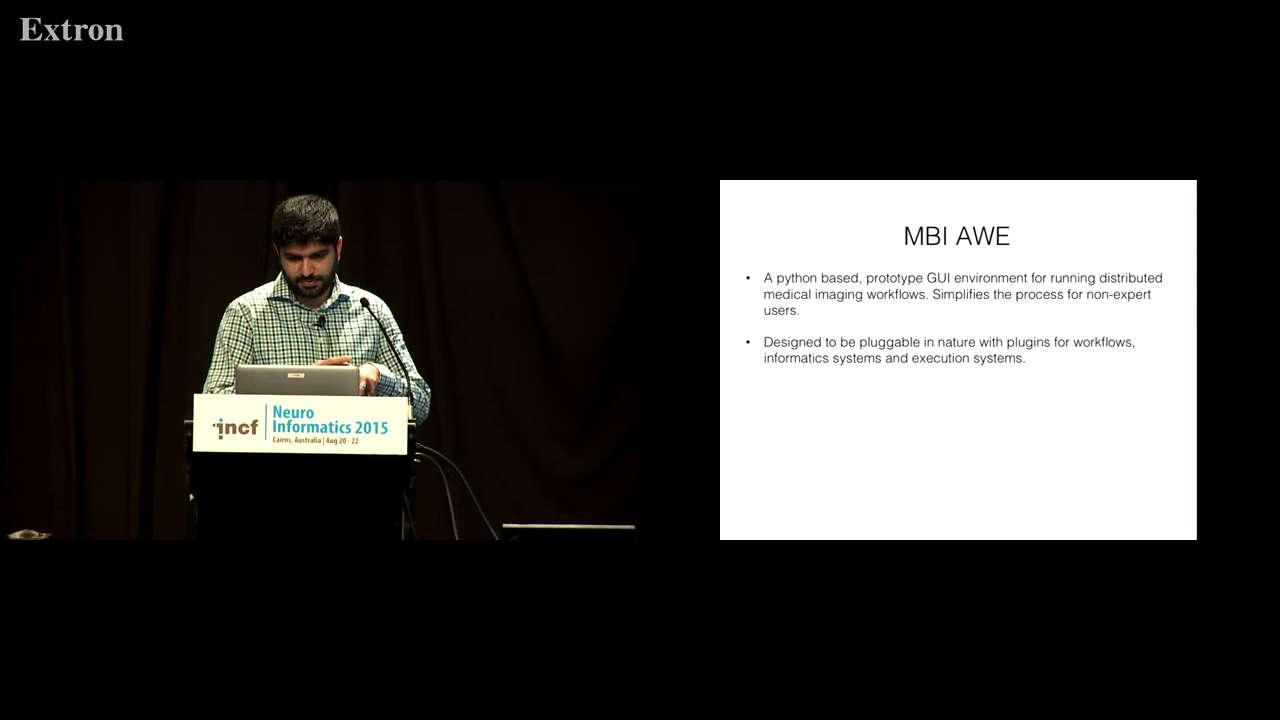 Extron
incf
Neuro
Informatics 2015
Cairns, Australia | Aug 20 - 22
MBI AWE
• A python based, prototype GUI environment for running distributed
medical imaging workflows. Simplifies the process for non-expert
users.
• Designed to be pluggable in nature with plugins for workflows,
informatics systems and execution systems.